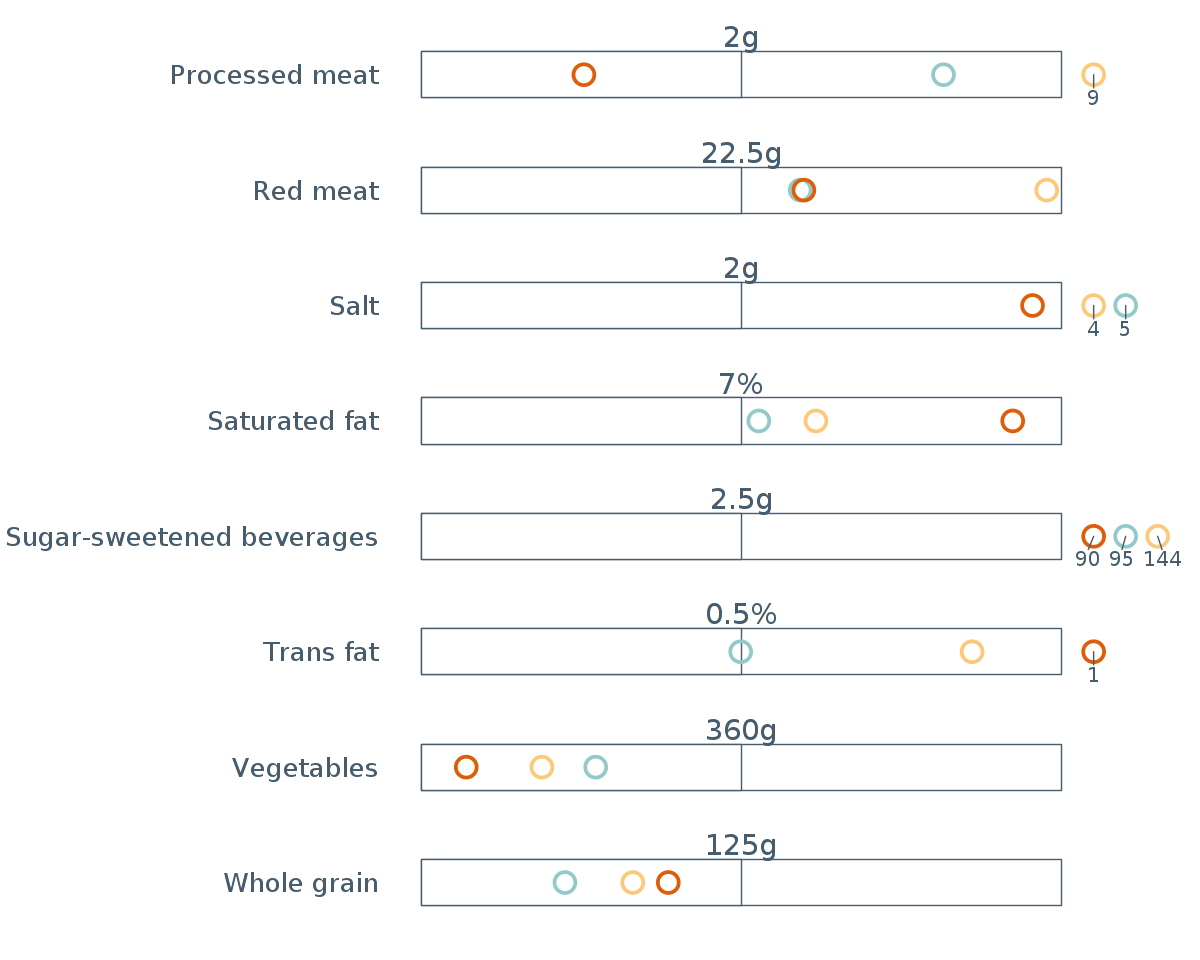 2g
Processed meat
9
22.5g
Red meat
2g
Salt
4 5
7%
Saturated fat
2.5g
Sugar-sweetened beverages
90 95 144
0.5%
Trans fat
1
360g
Vegetables
125g
Whole grain